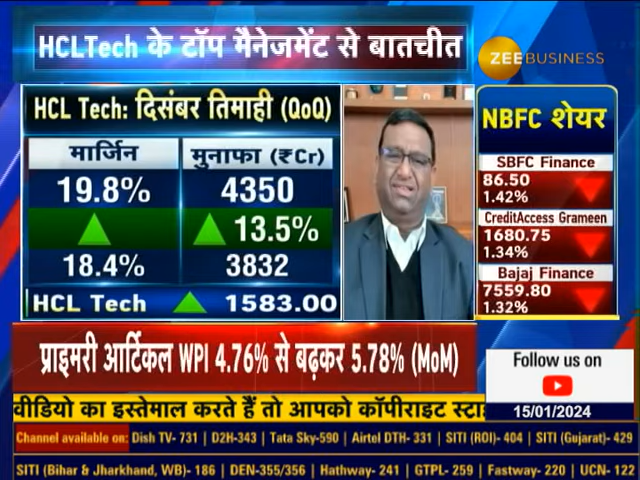 HCLTech के टॉप मैनेजमेंट से बातचीत
ZEE BUSINESS
HCL Tech: दिसंबर तिमाही (QoQ)
मार्जिन मुनाफा (₹Cr)
19.8% 4350
13.5%
18.4% 3832
HCL Tech 1583.00
NBFC शेयर
SBFC Finance
86.50
1.42%
CreditAccess Grameen
1680.75
1.34%
Bajaj Finance
7559.80
1.32%
प्राइमरी आर्टिकल WPI 4.76% से बढ़कर 5.78% (MoM)
Follow us on
15/01/2024
वीडियो का इस्तेमाल करते हैं तो आपको कॉपीराइट
Channel available on: Dish TV- 731 | D2H-343 | Tata Sky-590 | Airtel DTH- 331 | SITI (ROI)- 404 | SITI (Gujarat)- 429
SITI (Bihar & Jharkhand, WB)- 186 | DEN-355/356 | Hathway- 241 | GTPL- 259 | Fastway- 220 | UCN- 122